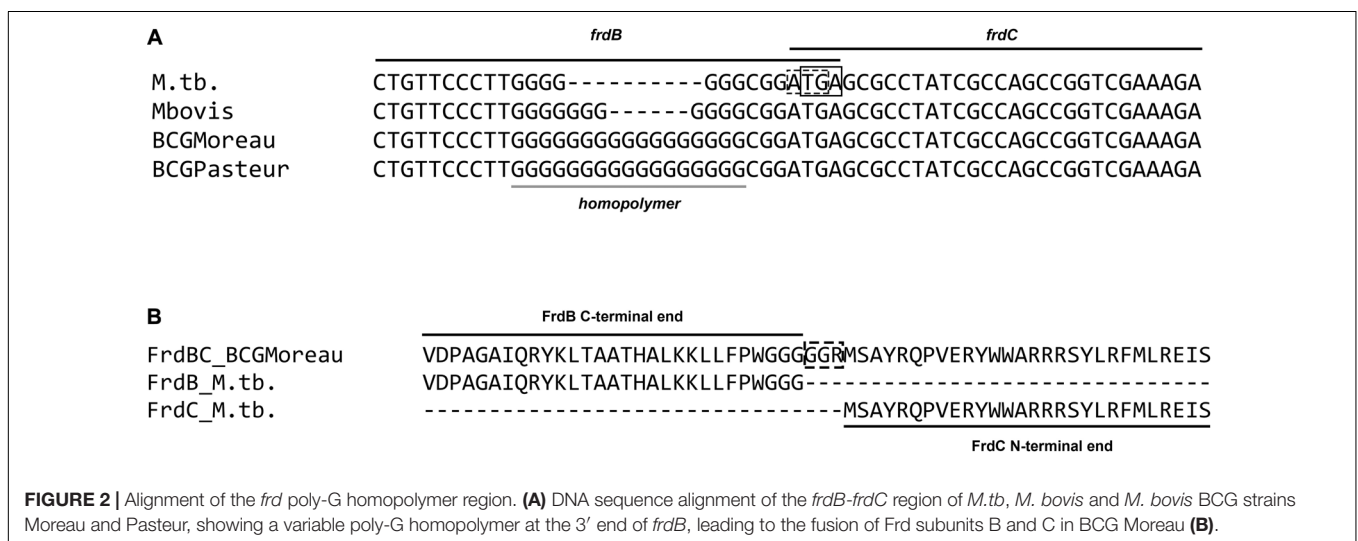 A
frdB
frdC
M.tb. CTGTTCCCTTGGGG----------GGGCGGATGAGCGCCTATCGCCAGCCGGTCGAAAGA
Mbovis CTGTTCCCTTGGGGGGG------GGGGCGGATGAGCGCCTATCGCCAGCCGGTCGAAAGA
BCGMoreau CTGTTCCCTTGGGGGGGGGGGGGGGGGCGGATGAGCGCCTATCGCCAGCCGGTCGAAAGA
BCGPasteur CTGTTCCCTTGGGGGGGGGGGGGGGGGCGGATGAGCGCCTATCGCCAGCCGGTCGAAAGA
homopolymer
B
FrdB C-terminal end
FrdBC_BCGMoreau VDPAGAIQRYKLTAATHALKKLLFPWGGGGGRMSAYRQPVERYWWARRRSYLRFMLREIS
FrdB_M.tb. VDPAGAIQRYKLTAATHALKKLLFPWGGG-------------------------------
FrdC_M.tb. --------------------------------MSAYRQPVERYWWARRRSYLRFMLREIS
FrdC N-terminal end
FIGURE 2 | Alignment of the frd poly-G homopolymer region. (A) DNA sequence alignment of the frdB-frdC region of M.tb, M. bovis and M. bovis BCG strains
Moreau and Pasteur, showing a variable poly-G homopolymer at the 3′ end of frdB, leading to the fusion of Frd subunits B and C in BCG Moreau (B).